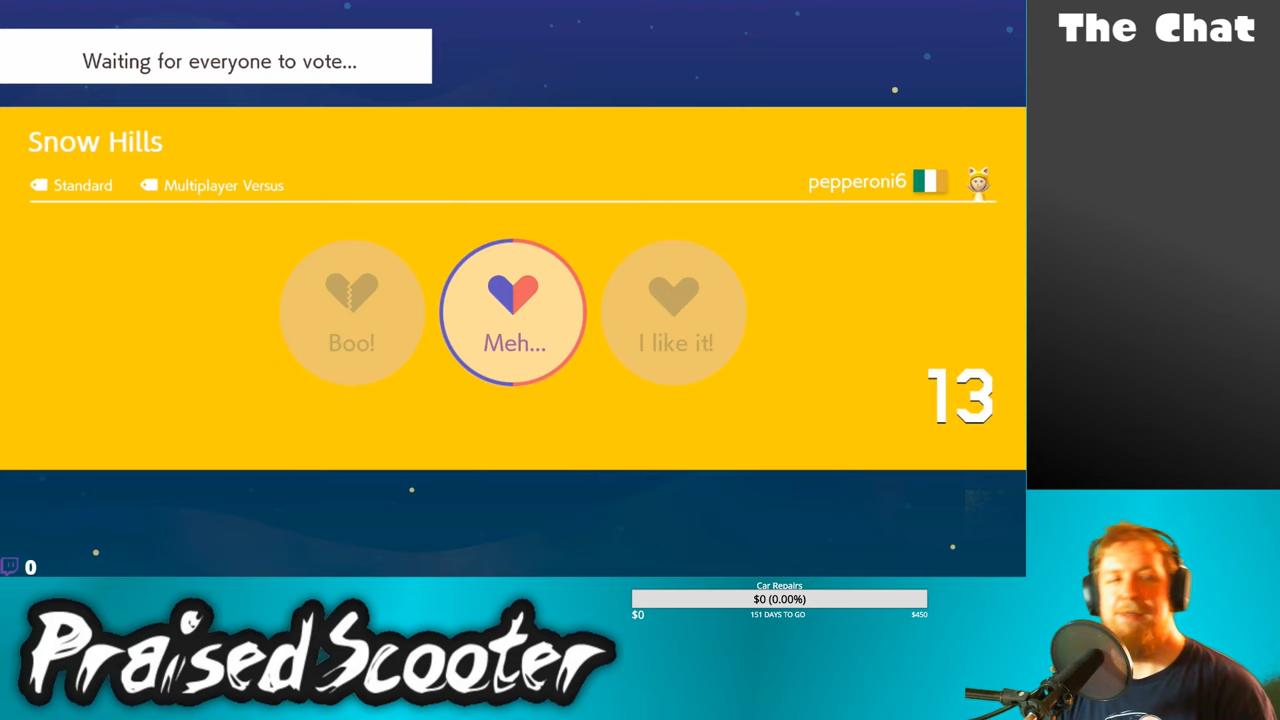 The Chat
Waiting for everyone to vote...
Snow Hills
Standard
Multiplayer Versus
pepperoni6
Boo!
Meh...
I like it!
13
0
Car Repairs
$0 (0.00%)
$0
151 DAYS TO GO
$450
PraisedScooter